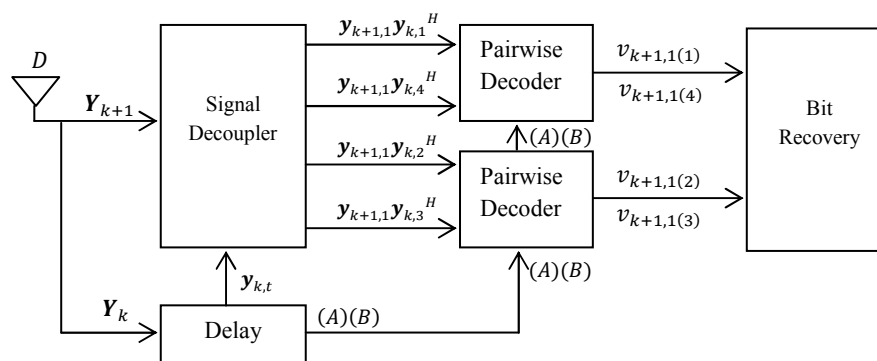 D
Y_{k+1}
Signal
Decoupler
y_{k+1,1}y_{k,1}^H
y_{k+1,1}y_{k,4}^H
y_{k+1,1}y_{k,2}^H
y_{k+1,1}y_{k,3}^H
Pairwise
Decoder
(A)(B)
Pairwise
Decoder
(A)(B)
v_{k+1,1(1)}
v_{k+1,1(4)}
v_{k+1,1(2)}
v_{k+1,1(3)}
Bit
Recovery
y_{k,t}
Y_k
Delay
(A)(B)